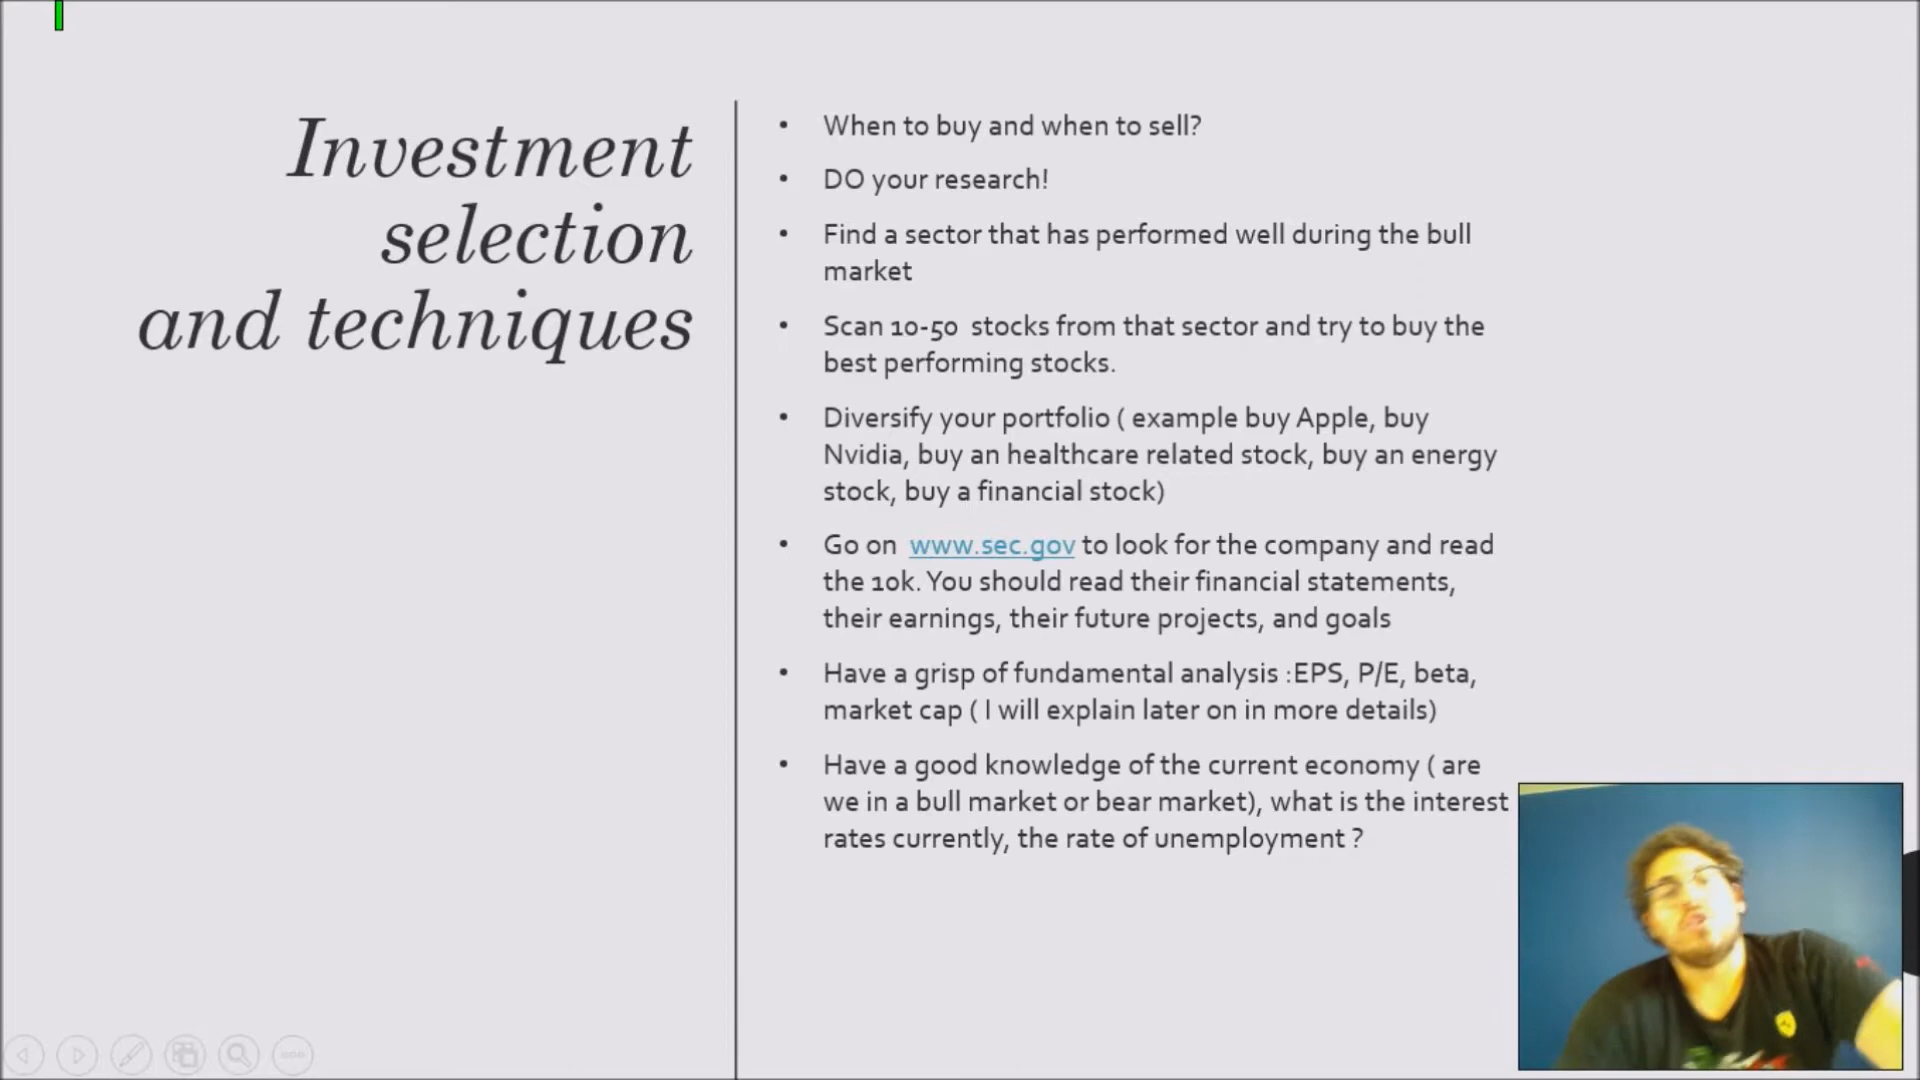 Investment
selection
and techniques
• When to buy and when to sell?
• DO your research!
• Find a sector that has performed well during the bull
market
• Scan 10-50 stocks from that sector and try to buy the
best performing stocks.
• Diversify your portfolio ( example buy Apple, buy
Nvidia, buy an healthcare related stock, buy an energy
stock, buy a financial stock)
• Go on www.sec.gov to look for the company and read
the 10k. You should read their financial statements,
their earnings, their future projects, and goals
• Have a grisp of fundamental analysis :EPS, P/E, beta,
market cap ( I will explain later on in more details)
• Have a good knowledge of the current economy ( are
we in a bull market or bear market), what is the interest
rates currently, the rate of unemployment ?